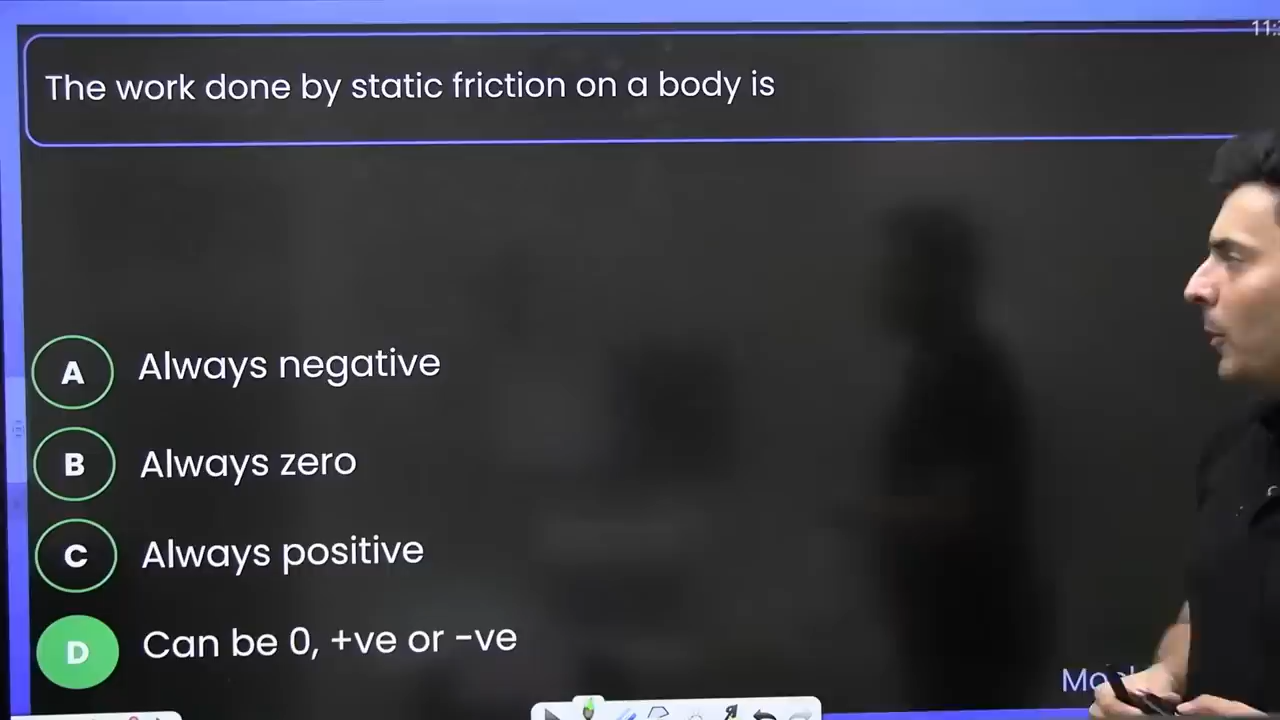 11:
The work done by static friction on a body is
A Always negative
B Always zero
C Always positive
D Can be 0, +ve or -ve